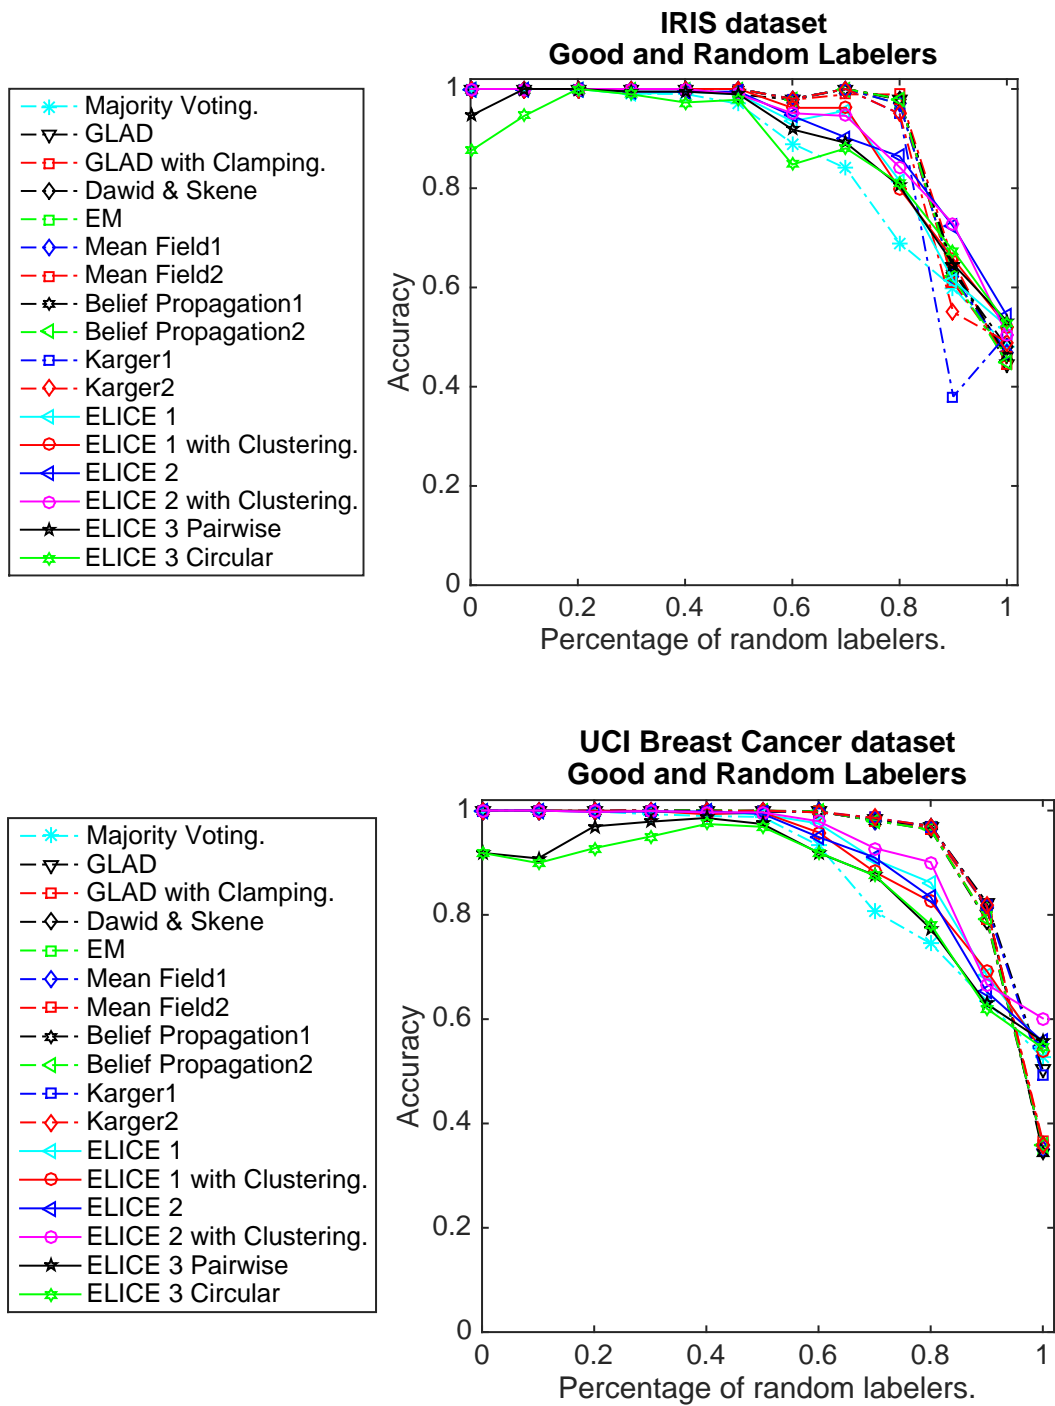 IRIS dataset
Good and Random Labelers
Majority Voting.
GLAD
GLAD with Clamping.
Dawid & Skene
EM
Mean Field1
Mean Field2
Belief Propagation1
Belief Propagation2
Karger1
Karger2
ELICE 1
ELICE 1 with Clustering.
ELICE 2
ELICE 2 with Clustering.
ELICE 3 Pairwise
ELICE 3 Circular
Accuracy
1
0.8
0.6
0.4
0.2
0
0 0.2 0.4 0.6 0.8 1
Percentage of random labelers.
UCI Breast Cancer dataset
Good and Random Labelers
Majority Voting.
GLAD
GLAD with Clamping.
Dawid & Skene
EM
Mean Field1
Mean Field2
Belief Propagation1
Belief Propagation2
Karger1
Karger2
ELICE 1
ELICE 1 with Clustering.
ELICE 2
ELICE 2 with Clustering.
ELICE 3 Pairwise
ELICE 3 Circular
Accuracy
1
0.8
0.6
0.4
0.2
0
0 0.2 0.4 0.6 0.8 1
Percentage of random labelers.